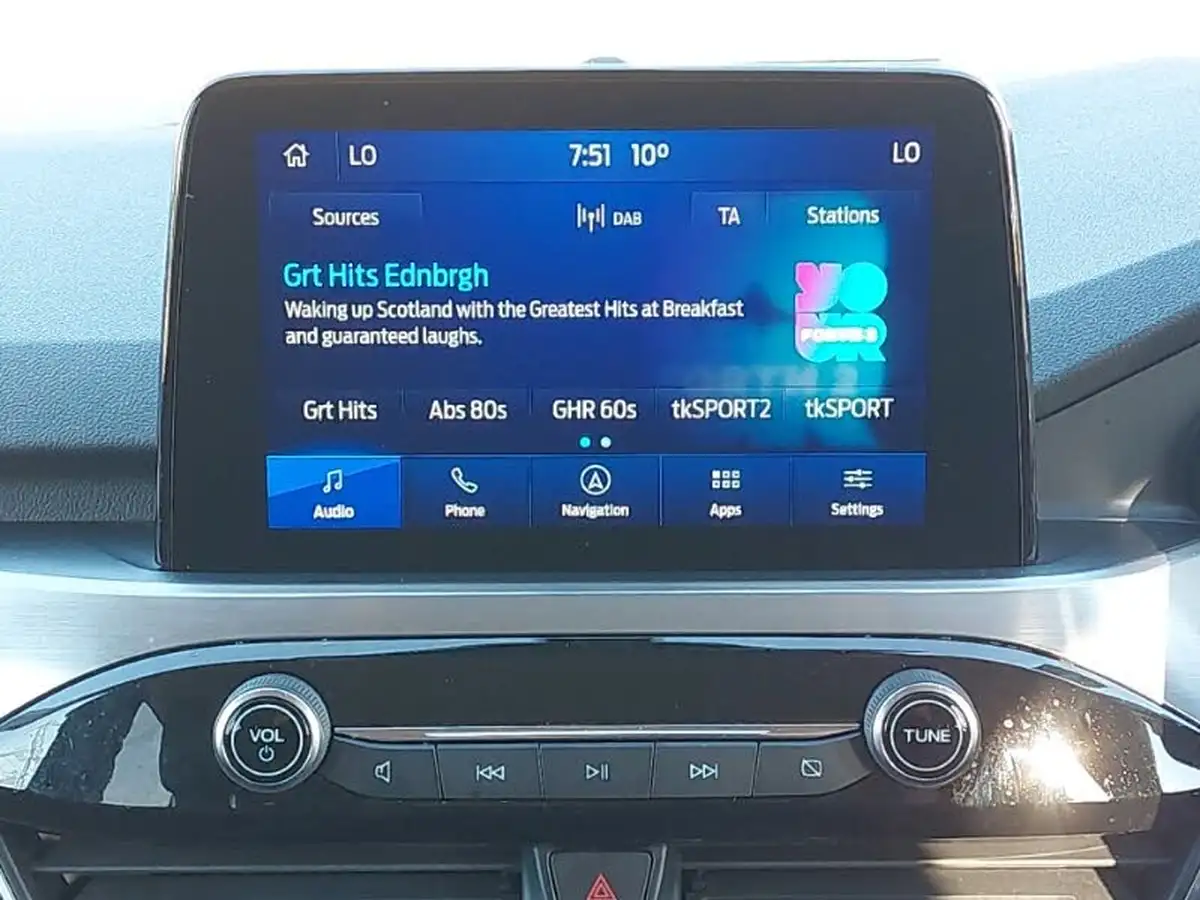 LO 7:51 10° LO
Sources DAB TA Stations
Grt Hits Ednbrgh
Waking up Scotland with the Greatest Hits at Breakfast
and guaranteed laughs.
Grt Hits Abs 80s GHR 60s tkSPORT2 tkSPORT
Audio Phone Navigation Apps Settings
VOL TUNE